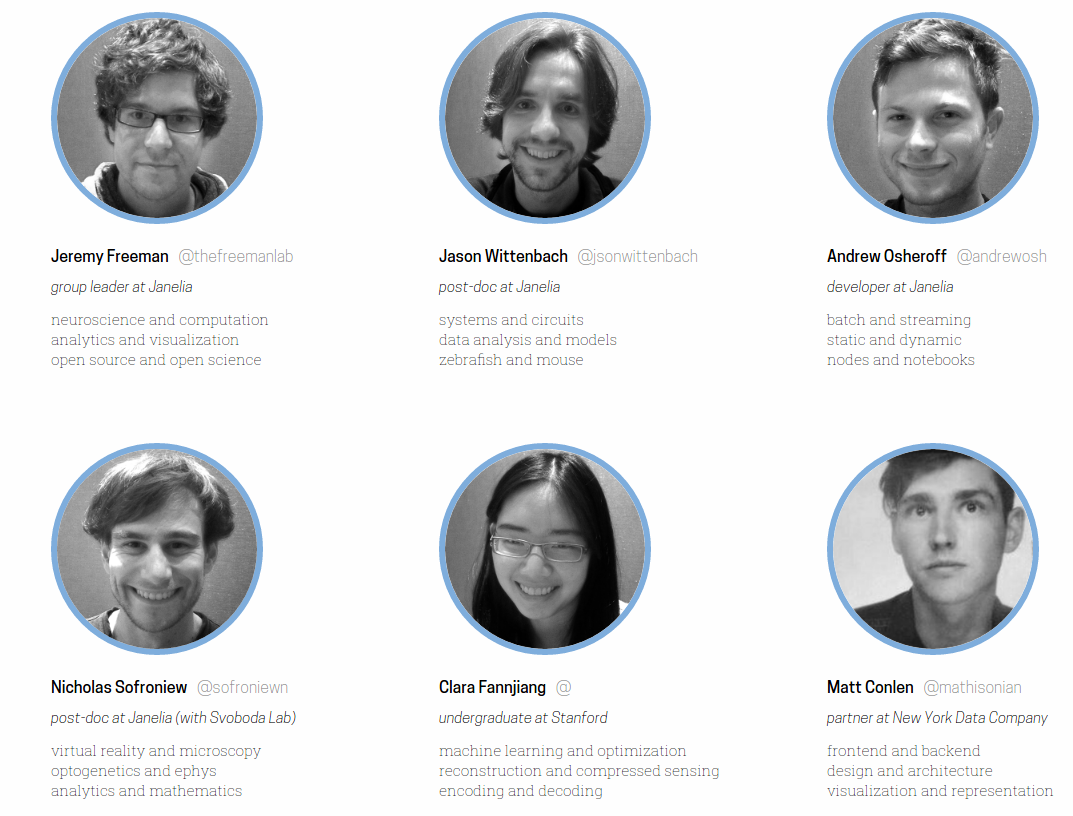 Jeremy Freeman @thefreemanlab
group leader at Janelia
neuroscience and computation
analytics and visualization
open source and open science
Jason Wittenbach @jsonwittenbach
post-doc at Janelia
systems and circuits
data analysis and models
zebrafish and mouse
Andrew Osheroff @andrewosh
developer at Janelia
batch and streaming
static and dynamic
nodes and notebooks
Nicholas Sofroniew @sofroniewn
post-doc at Janelia (with Svoboda Lab)
virtual reality and microscopy
optogenetics and ephys
analytics and mathematics
Clara Fannjiang @
undergraduate at Stanford
machine learning and optimization
reconstruction and compressed sensing
encoding and decoding
Matt Conlen @mathisonian
partner at New York Data Company
frontend and backend
design and architecture
visualization and representation